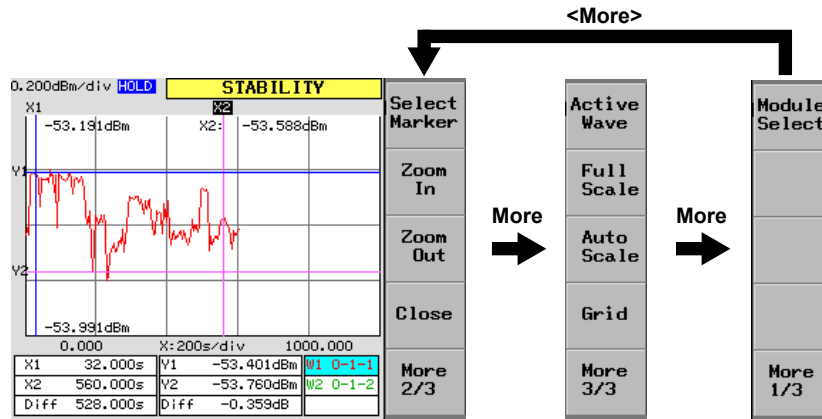 <More>
0.200dBm/div HOLD STABILITY
X1 X2
-53.191dBm X2: -53.588dBm
Y1
Y2
-53.991dBm
0.000 X:200s/div 1000.000
X1 32.000s Y1 -53.401dBm W1 0-1-1
X2 560.000s Y2 -53.760dBm W2 0-1-2
Diff 528.000s Diff -0.359dB
Select
Marker
Zoom
In
Zoom
Out
Close
More
2/3
More
Active
Wave
Full
Scale
Auto
Scale
Grid
More
3/3
More
Module
Select
More
1/3